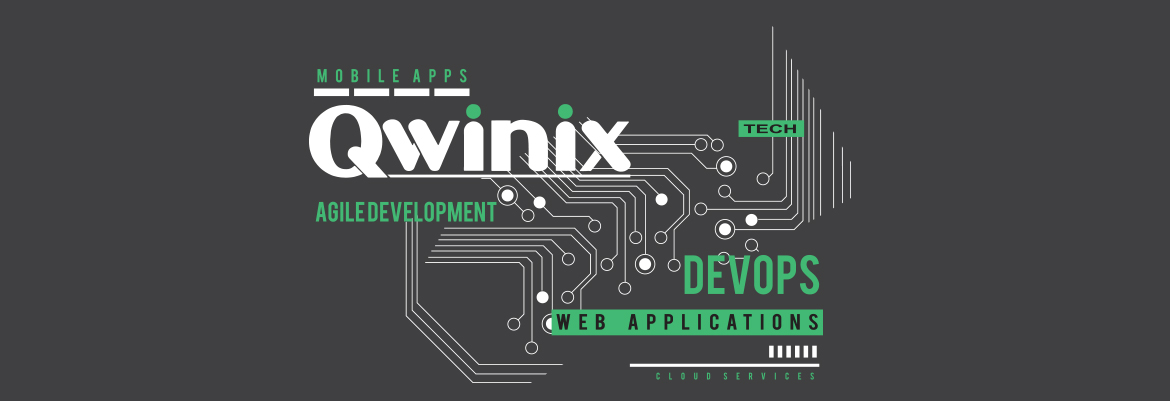 MOBILE APPS
Qwinix
TECH
AGILE DEVELOPMENT
DEVOPS
WEB APPLICATIONS
CLOUD SERVICES